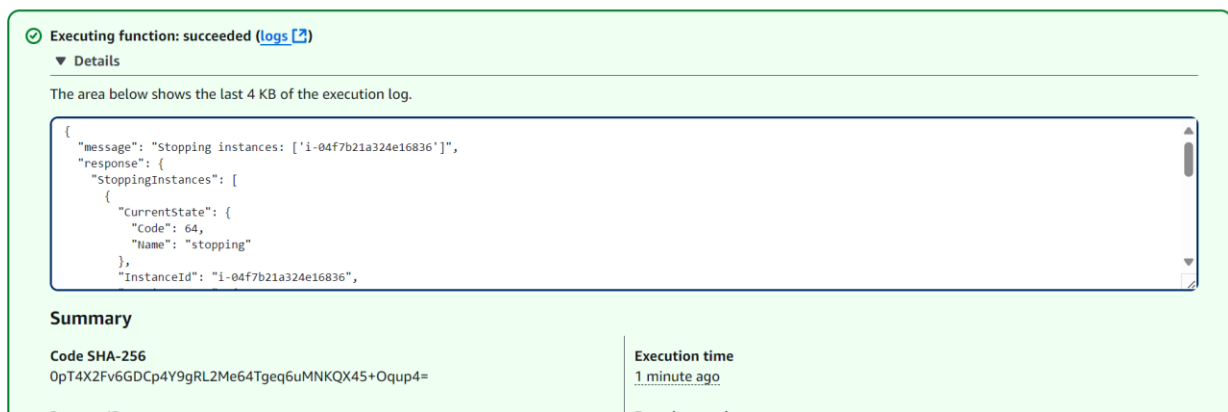 Executing function: succeeded (logs)
Details
The area below shows the last 4 KB of the execution log.
{
"message": "Stopping instances: ['i-04f7b21a324e16836']",
"response": {
"StoppingInstances": [
{
"CurrentState": {
"Code": 64,
"Name": "stopping"
},
"InstanceId": "i-04f7b21a324e16836",
Summary
Code SHA-256
0pT4X2Fv6GDCp4Y9gRL2Me64Tgeq6uMNKQX45+Oqup4=
Execution time
1 minute ago